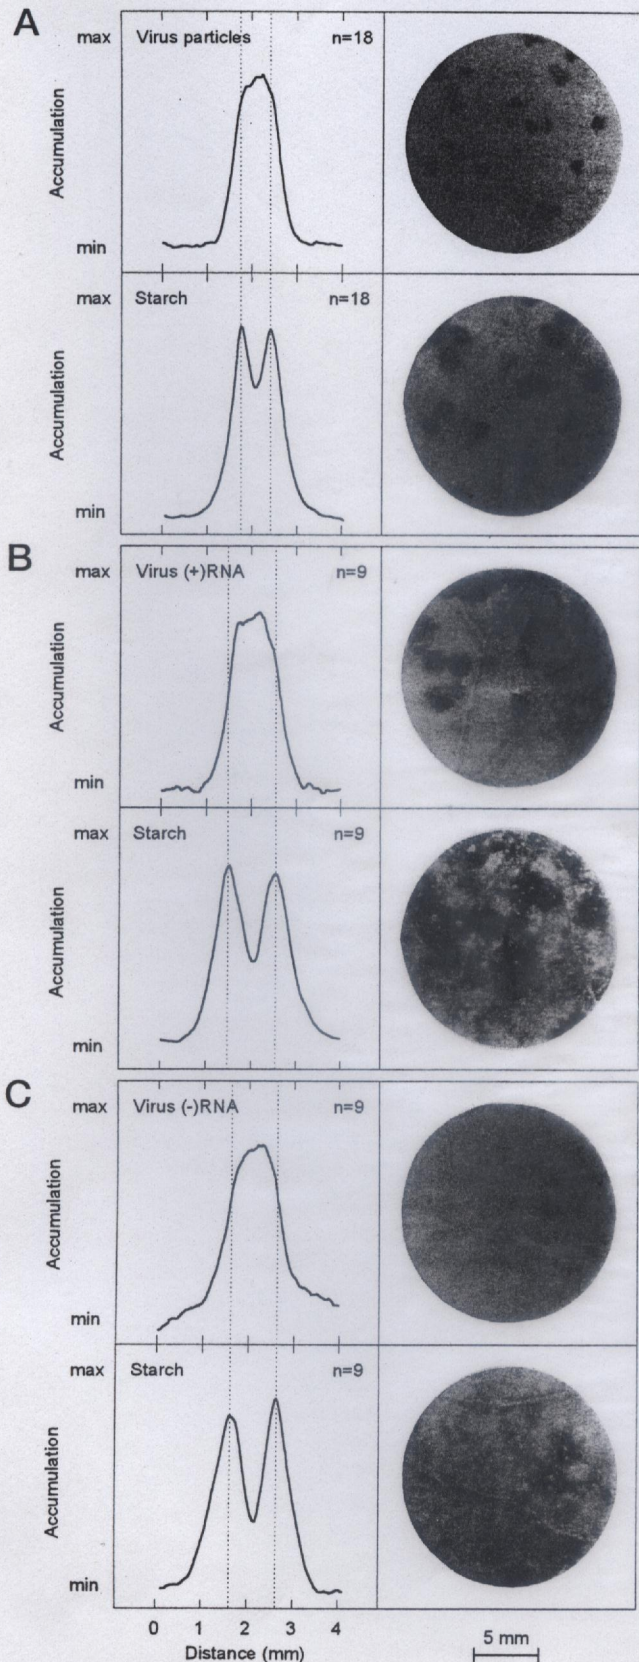 A
max Virus particles n=18
Accumulation
min
max Starch n=18
Accumulation
min
B
max Virus (+)RNA n=9
Accumulation
min
max Starch n=9
Accumulation
min
C
max Virus (-)RNA n=9
Accumulation
min
max Starch n=9
Accumulation
min
0 1 2 3 4
Distance (mm)
5 mm